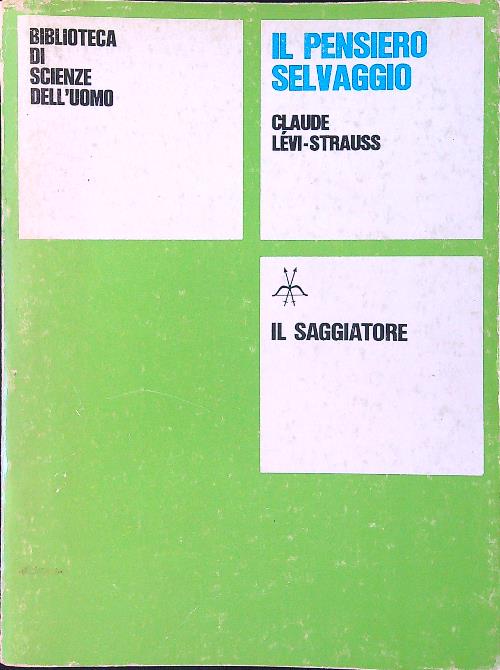 BIBLIOTECA
DI
SCIENZE
DELL'UOMO
IL PENSIERO
SELVAGGIO
CLAUDE
LÉVI-STRAUSS
IL SAGGIATORE